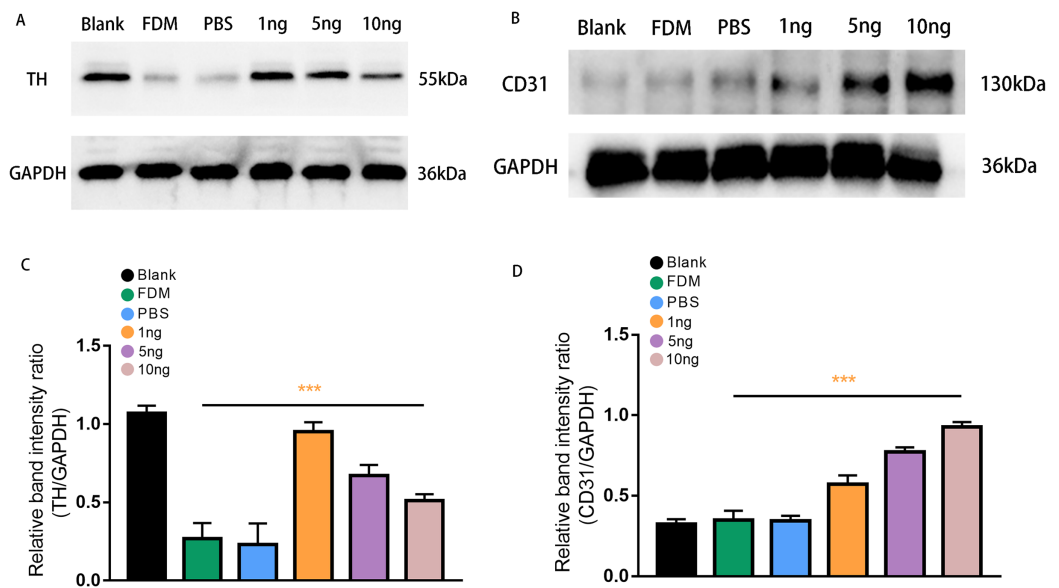 A
Blank FDM PBS 1ng 5ng 10ng
TH 55kDa
GAPDH 36kDa
B
Blank FDM PBS 1ng 5ng 10ng
CD31 130kDa
GAPDH 36kDa
C
Blank
FDM
PBS
1ng
5ng
10ng
Relative band intensity ratio
(TH/GAPDH)
1.5
1.0
0.5
0.0
***
D
Blank
FDM
PBS
1ng
5ng
10ng
Relative band intensity ratio
(CD31/GAPDH)
1.5
1.0
0.5
0.0
***